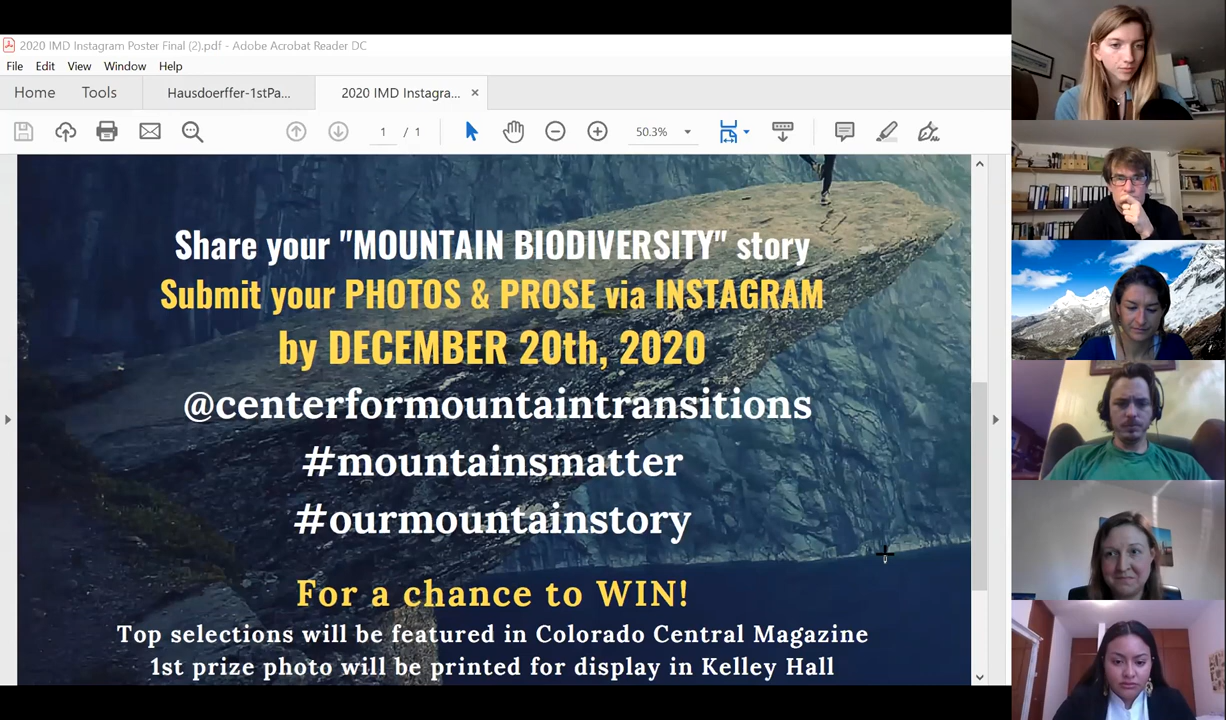 2020 IMD Instagram Poster Final (2).pdf - Adobe Acrobat Reader DC
File Edit View Window Help
Home Tools Hausdoerffer-1stPa... 2020 IMD Instagra... ×
1 / 1 50.3%
Share your "MOUNTAIN BIODIVERSITY" story
Submit your PHOTOS & PROSE via INSTAGRAM
by DECEMBER 20th, 2020
@centerformountaintransitions
#mountainsmatter
#ourmountainstory
For a chance to WIN!
Top selections will be featured in Colorado Central Magazine
1st prize photo will be printed for display in Kelley Hall